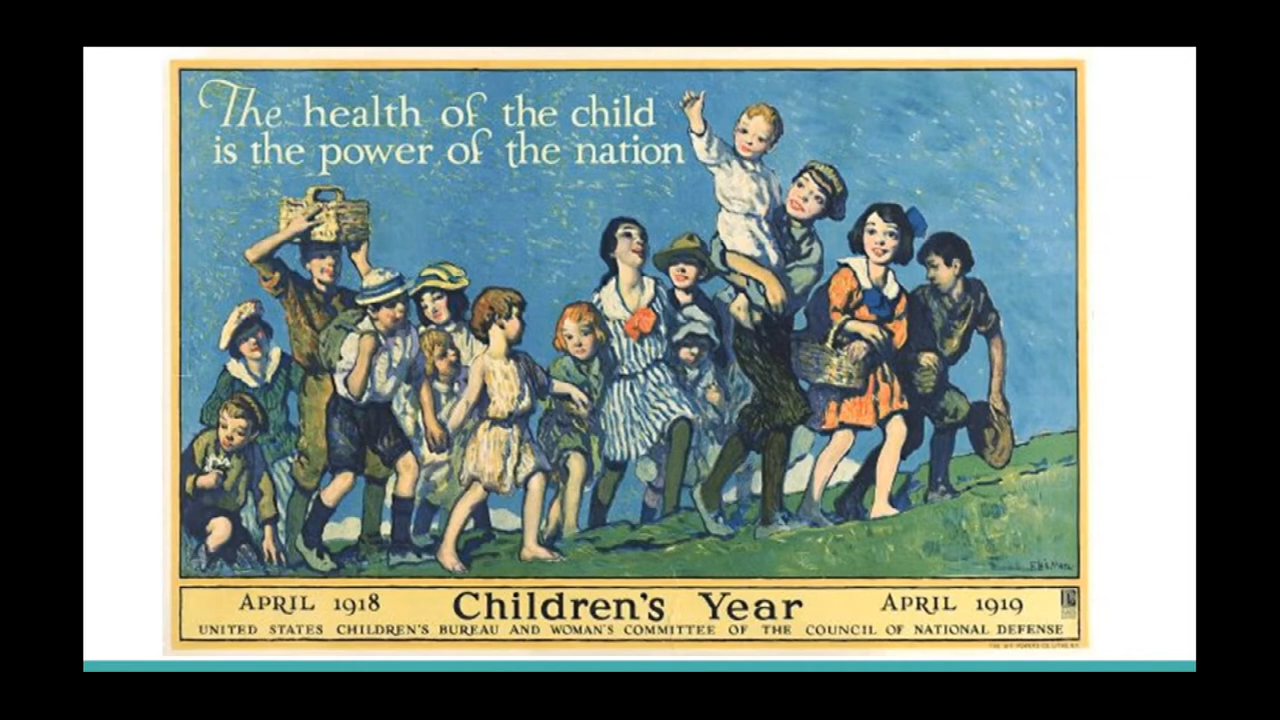 The health of the child
is the power of the nation
APRIL 1918 Children's Year APRIL 1919
UNITED STATES CHILDREN'S BUREAU AND WOMAN'S COMMITTEE OF THE COUNCIL OF NATIONAL DEFENSE